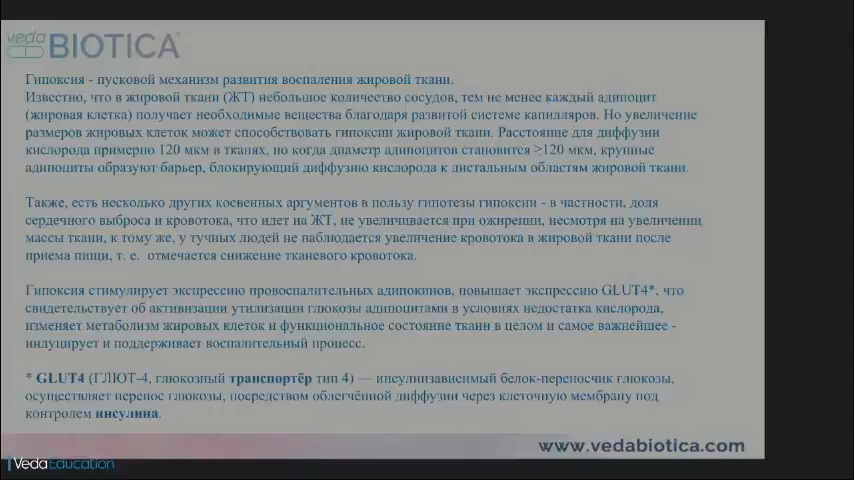 veda
BIOTICA®
Гипоксия - пусковой механизм развития воспаления жировой ткани.
Известно, что в жировой ткани (ЖТ) небольшое количество сосудов, тем не менее каждый адипоцит
(жировая клетка) получает необходимые вещества благодаря развитой системе капилляров. Но увеличение
размеров жировых клеток может способствовать гипоксии жировой ткани. Расстояние для диффузии
кислорода примерно 120 мкм в тканях, но когда диаметр адипоцитов становится ≥120 мкм, крупные
адипоциты образуют барьер, блокирующий диффузию кислорода к дистальным областям жировой ткани.
Также, есть несколько других косвенных аргументов в пользу гипотезы гипоксии - в частности, доля
сердечного выброса и кровотока, что идет на ЖТ, не увеличивается при ожирении, несмотря на увеличении
массы ткани, к тому же, у тучных людей не наблюдается увеличение кровотока в жировой ткани после
приема пищи, т. е. отмечается снижение тканевого кровотока.
Гипоксия стимулирует экспрессию провоспалительных адипокинов, повышает экспрессию GLUT4*, что
свидетельствует об активизации утилизации глюкозы адипоцитами в условиях недостатка кислорода,
изменяет метаболизм жировых клеток и функциональное состояние ткани в целом и самое важнейшее -
индуцирует и поддерживает воспалительный процесс.
* GLUT4 (ГЛЮТ-4, глюкозный транспортёр тип 4) — инсулинзависимый белок-переносчик глюкозы,
осуществляет перенос глюкозы, посредством облегчённой диффузии через клеточную мембрану под
контролем инсулина.
www.vedabiotica.com
VedaEducation